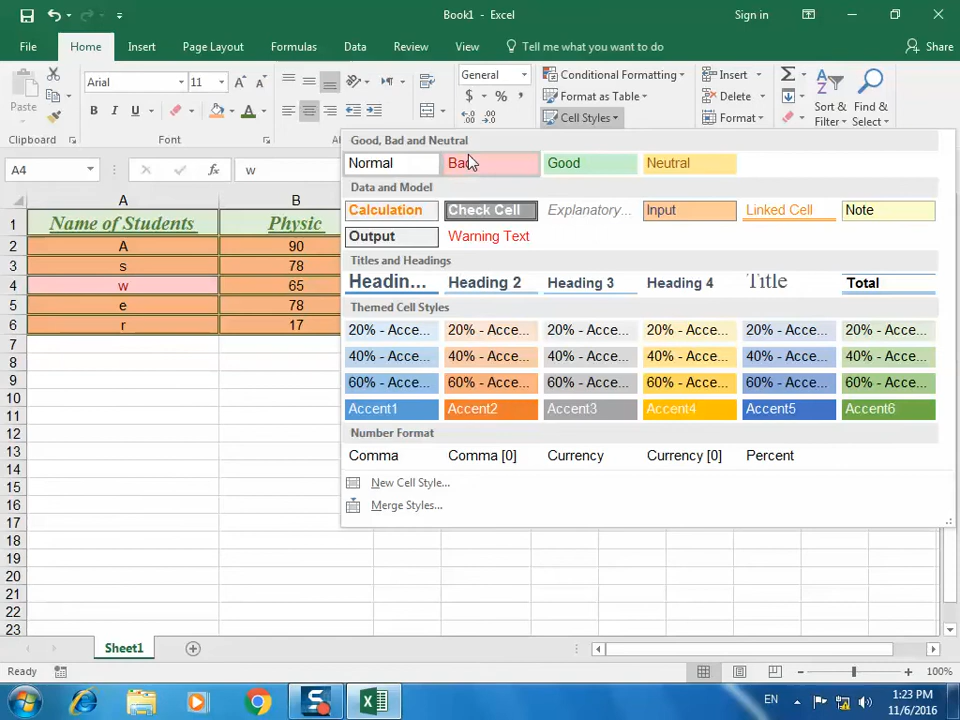 Book1 - Excel
Sign in
File Home Insert Page Layout Formulas Data Review View Tell me what you want to do Share
Paste
Arial 11
B I U A
General
$ % ,
Conditional Formatting
Format as Table
Cell Styles
Insert
Delete
Format
Sort & Filter
Find & Select
Clipboard
A4 fx w
A B
1 Name of Students Physic
2 A 90
3 s 78
4 w 65
5 e 78
6 r 17
7
8
9
10
11
12
13
14
15
16
17
18
19
20
21
22
23
Good, Bad and Neutral
Normal Bad Good Neutral
Data and Model
Calculation Check Cell Explanatory... Input Linked Cell Note
Output Warning Text
Titles and Headings
Headin... Heading 2 Heading 3 Heading 4 Title Total
Themed Cell Styles
20% - Acce... 20% - Acce... 20% - Acce... 20% - Acce... 20% - Acce... 20% - Acce...
40% - Acce... 40% - Acce... 40% - Acce... 40% - Acce... 40% - Acce... 40% - Acce...
60% - Acce... 60% - Acce... 60% - Acce... 60% - Acce... 60% - Acce... 60% - Acce...
Accent1 Accent2 Accent3 Accent4 Accent5 Accent6
Number Format
Comma Comma [0] Currency Currency [0] Percent
New Cell Style...
Merge Styles...
Sheet1
Ready 100%
EN 1:23 PM
11/6/2016